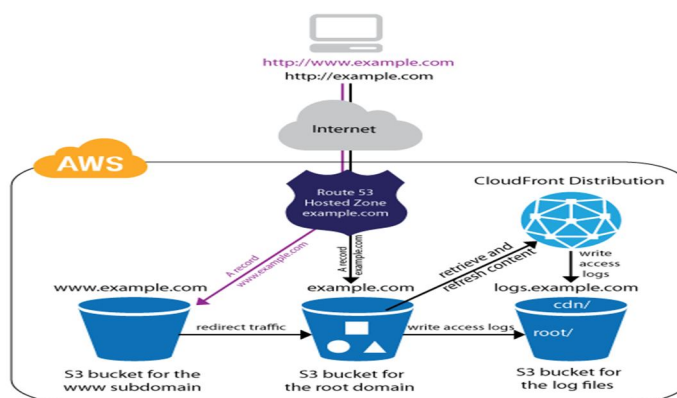 http://www.example.com
http://example.com
Internet
AWS
Route 53
Hosted Zone
example.com
CloudFront Distribution
A record
www.example.com
A record
example.com
retrieve and
refresh content
write
access
logs
www.example.com
example.com
logs.example.com
cdn/
redirect traffic
write access logs
root/
S3 bucket for the
www subdomain
S3 bucket for
the root domain
S3 bucket for
the log files